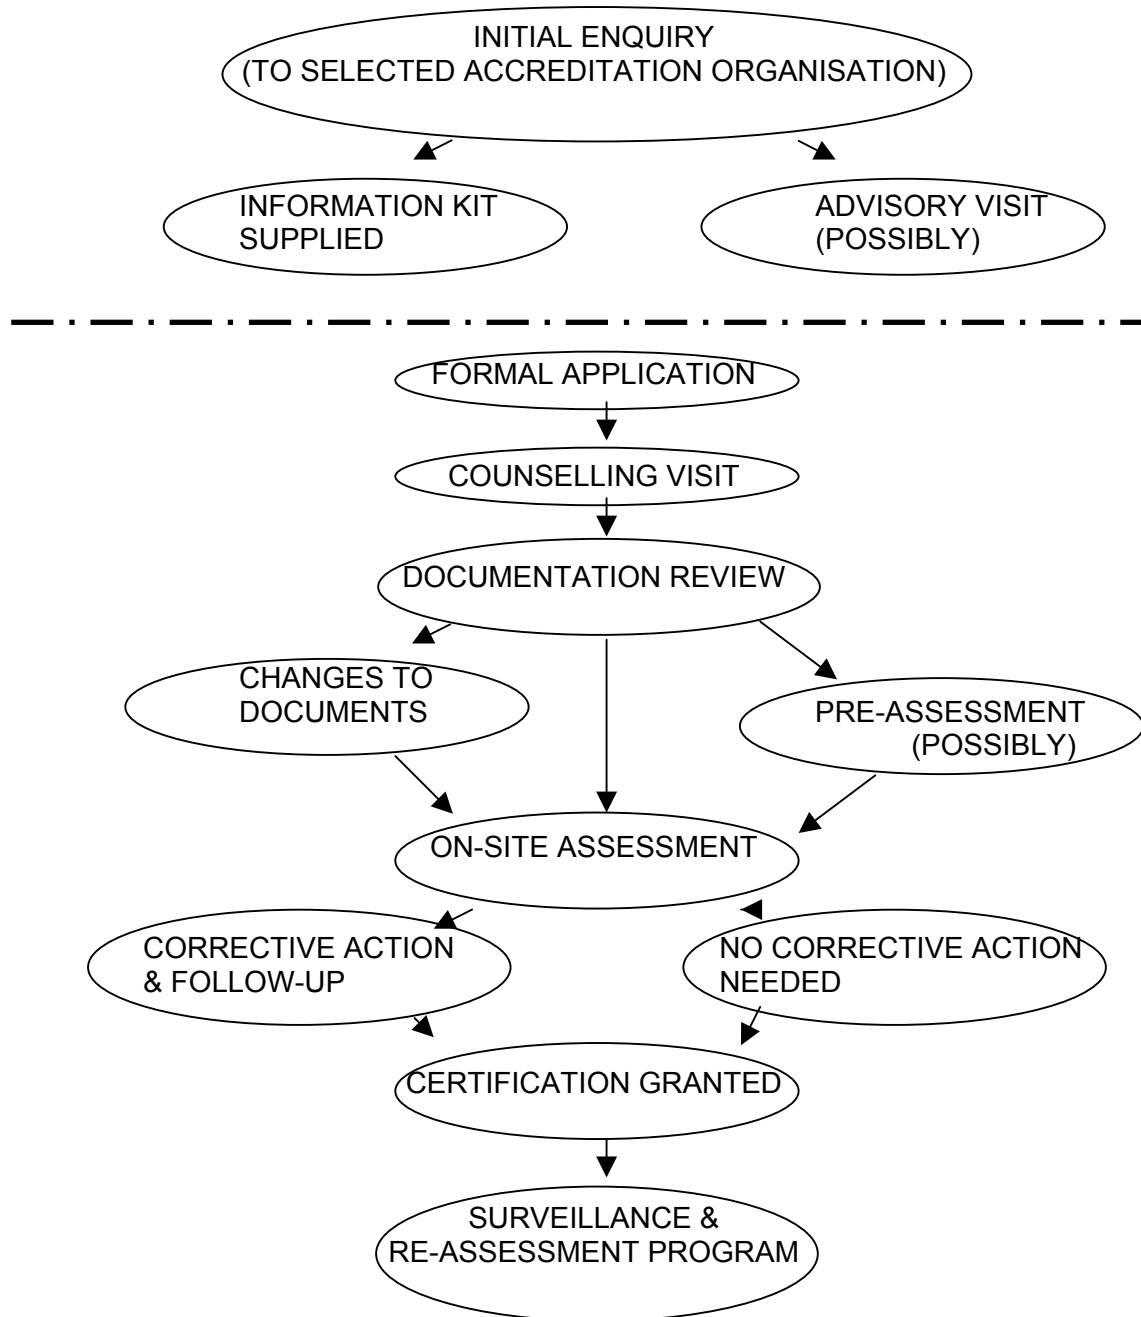 INITIAL ENQUIRY
(TO SELECTED ACCREDITATION ORGANISATION)
INFORMATION KIT
SUPPLIED
ADVISORY VISIT
(POSSIBLY)
FORMAL APPLICATION
COUNSELLING VISIT
DOCUMENTATION REVIEW
CHANGES TO
DOCUMENTS
PRE-ASSESSMENT
(POSSIBLY)
ON-SITE ASSESSMENT
CORRECTIVE ACTION
& FOLLOW-UP
NO CORRECTIVE ACTION
NEEDED
CERTIFICATION GRANTED
SURVEILLANCE &
RE-ASSESSMENT PROGRAM